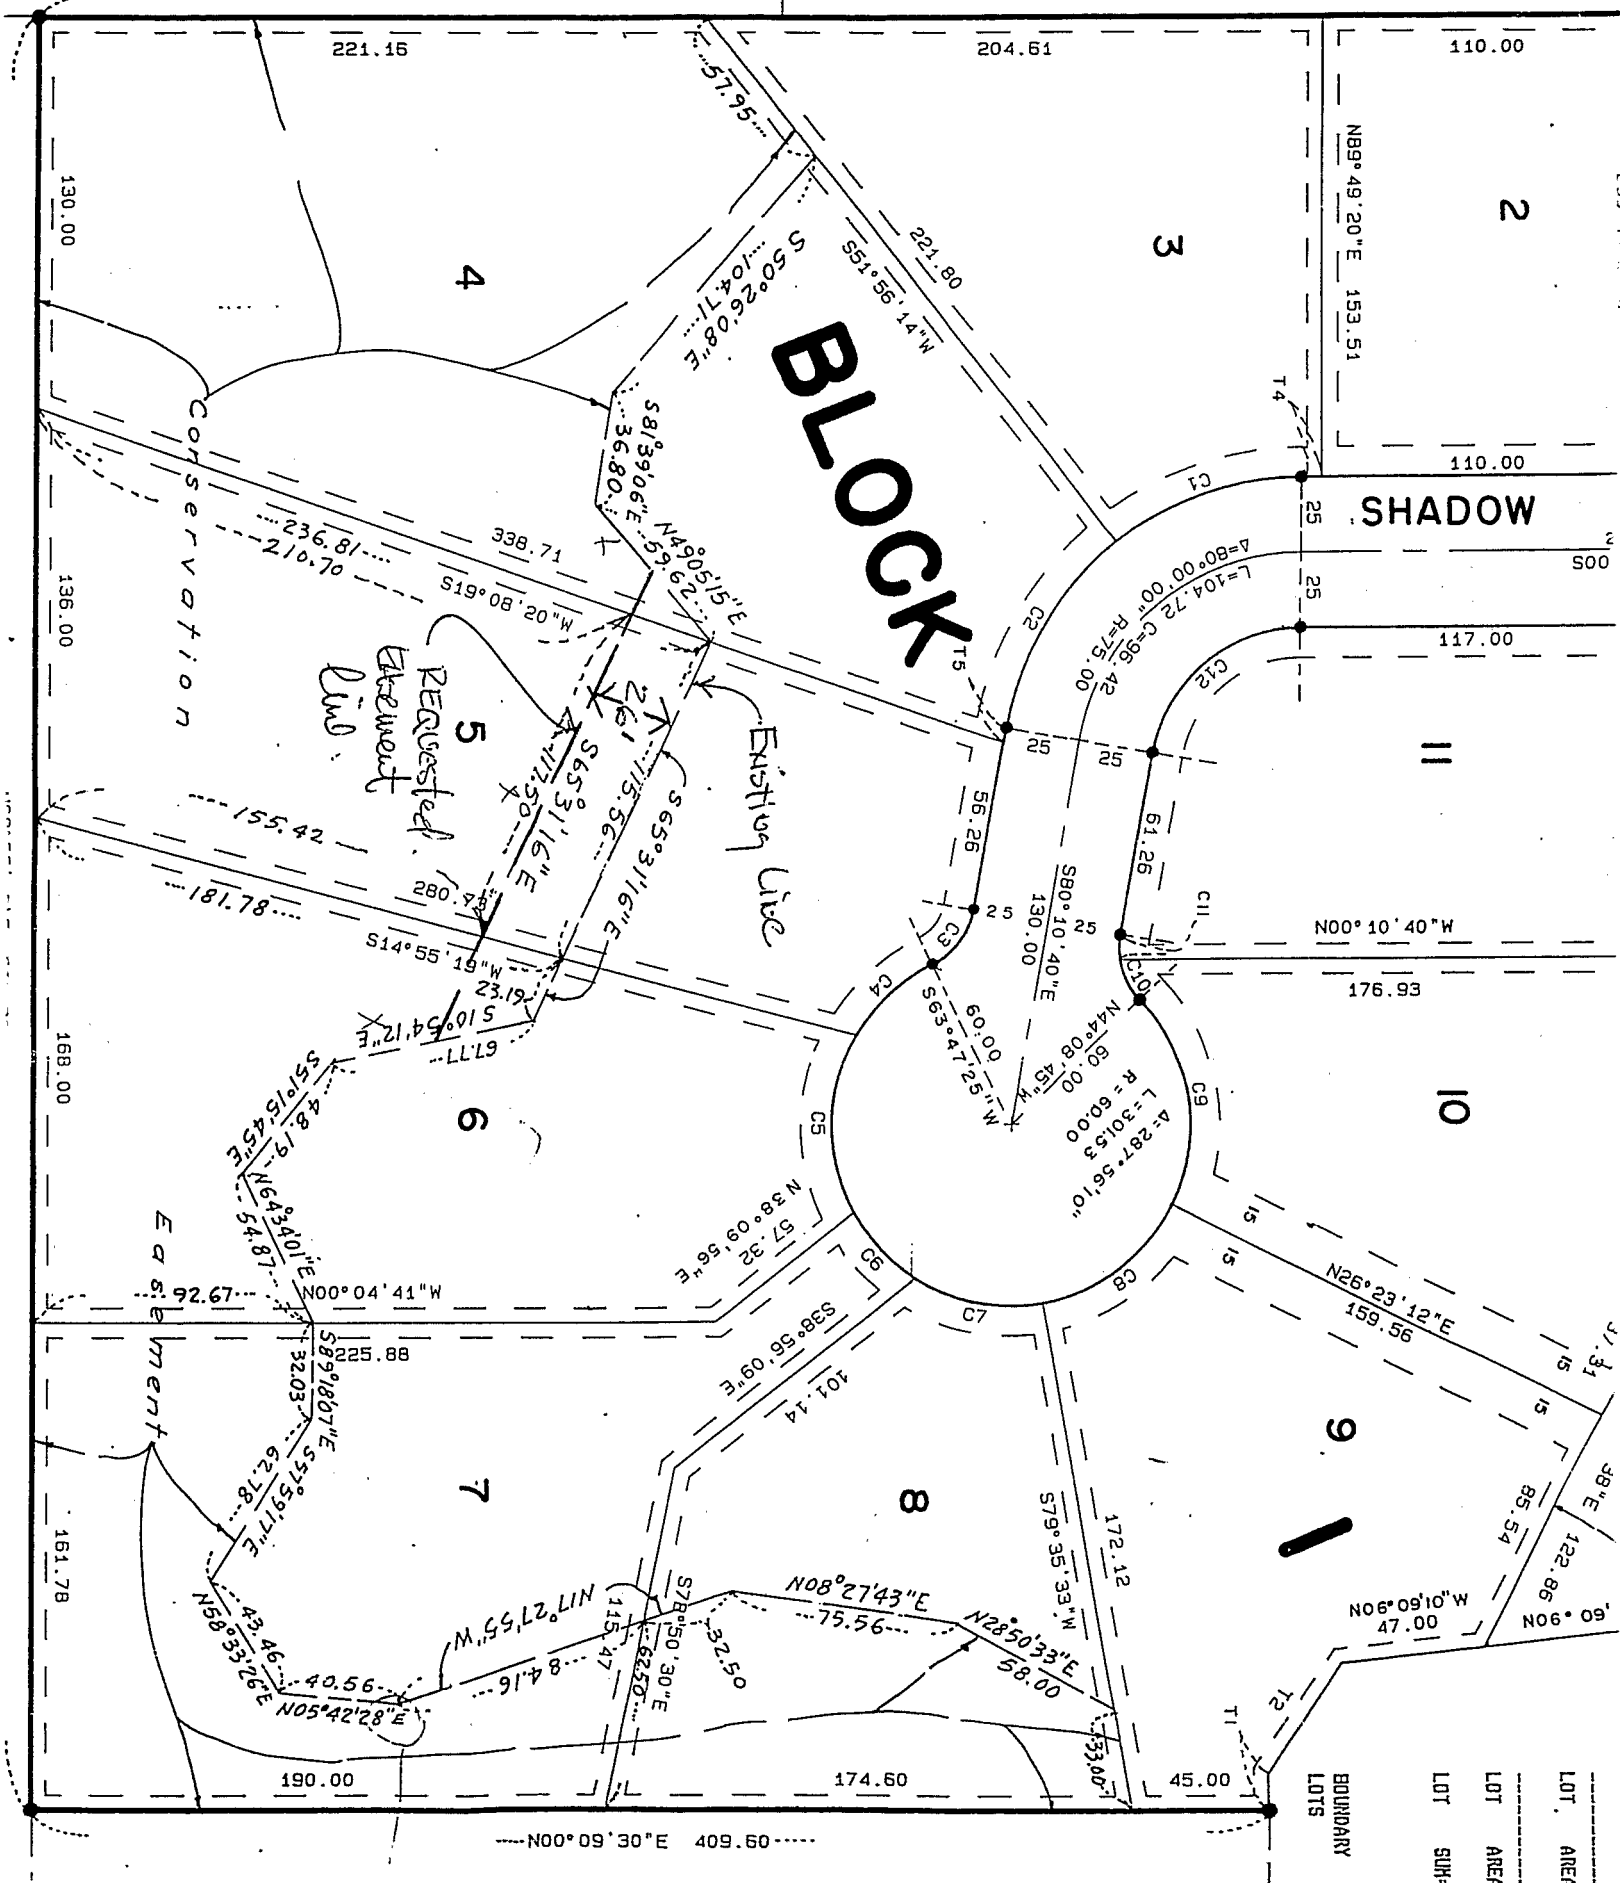 221.16
204.61
110.00
57.95
N89°49'20"E 153.51
2
3
4
130.00
221.80
S51°56'14"W
S50°26'08"E
104.71
BLOCK
T4
110.00
C1
25
SHADOW
25
S00
117.00
Δ=80°00'00"
L=104.72 C=96.42
R=75.00
C2
C12
S81°39'06"E
36.80
N49°05'15"E
59.62
Conservation
236.81
210.70
338.71
S19°08'20"W
136.00
T5
25
25
11
REQUESTED
Easement
line.
5
26'
Existing Line
S65°31'16"E
115.56
S65°31'16"E
117.50
56.26
61.26
S80°10'40"E
130.00
25
25
C11
C3
C10
C4
N00°10'40"W
176.93
155.42
181.78
280.73
S14°55'19"W
23.19
S10°54'12"E
67.77
60.00
S63°47'25"W
N44°08'45"W
60.00
Δ=287°56'10"
L=301.53
R=60.00
C9
10
168.00
S51°15'45"E
48.19
6
C5
N64°34'01"E
54.87
N38°09'56"E
57.32
C6
C7
C8
15
15
N26°23'12"E
159.56
15
15
37.31
Easement
92.67
N00°04'41"W
225.88
S89°18'07"E
32.03
S38°56'09"E
101.14
S57°59'17"E
62.78
7
8
9
1
85.54
38"E
122.86
161.78
N58°33'26"E
43.46
40.56
N05°42'28"E
N17°27'55"W
84.16
115.47
S78°50'30"E
62.50
32.50
N08°27'43"E
75.56
N28°50'33"E
58.00
172.12
S79°35'33"W
N06°09'10"W
47.00
N06°09'
T2
T1
33.00
190.00
174.60
45.00
N00°09'30"E 409.60
BOUNDARY
LOTS
LOT
LOT AREA
LOT. AREA